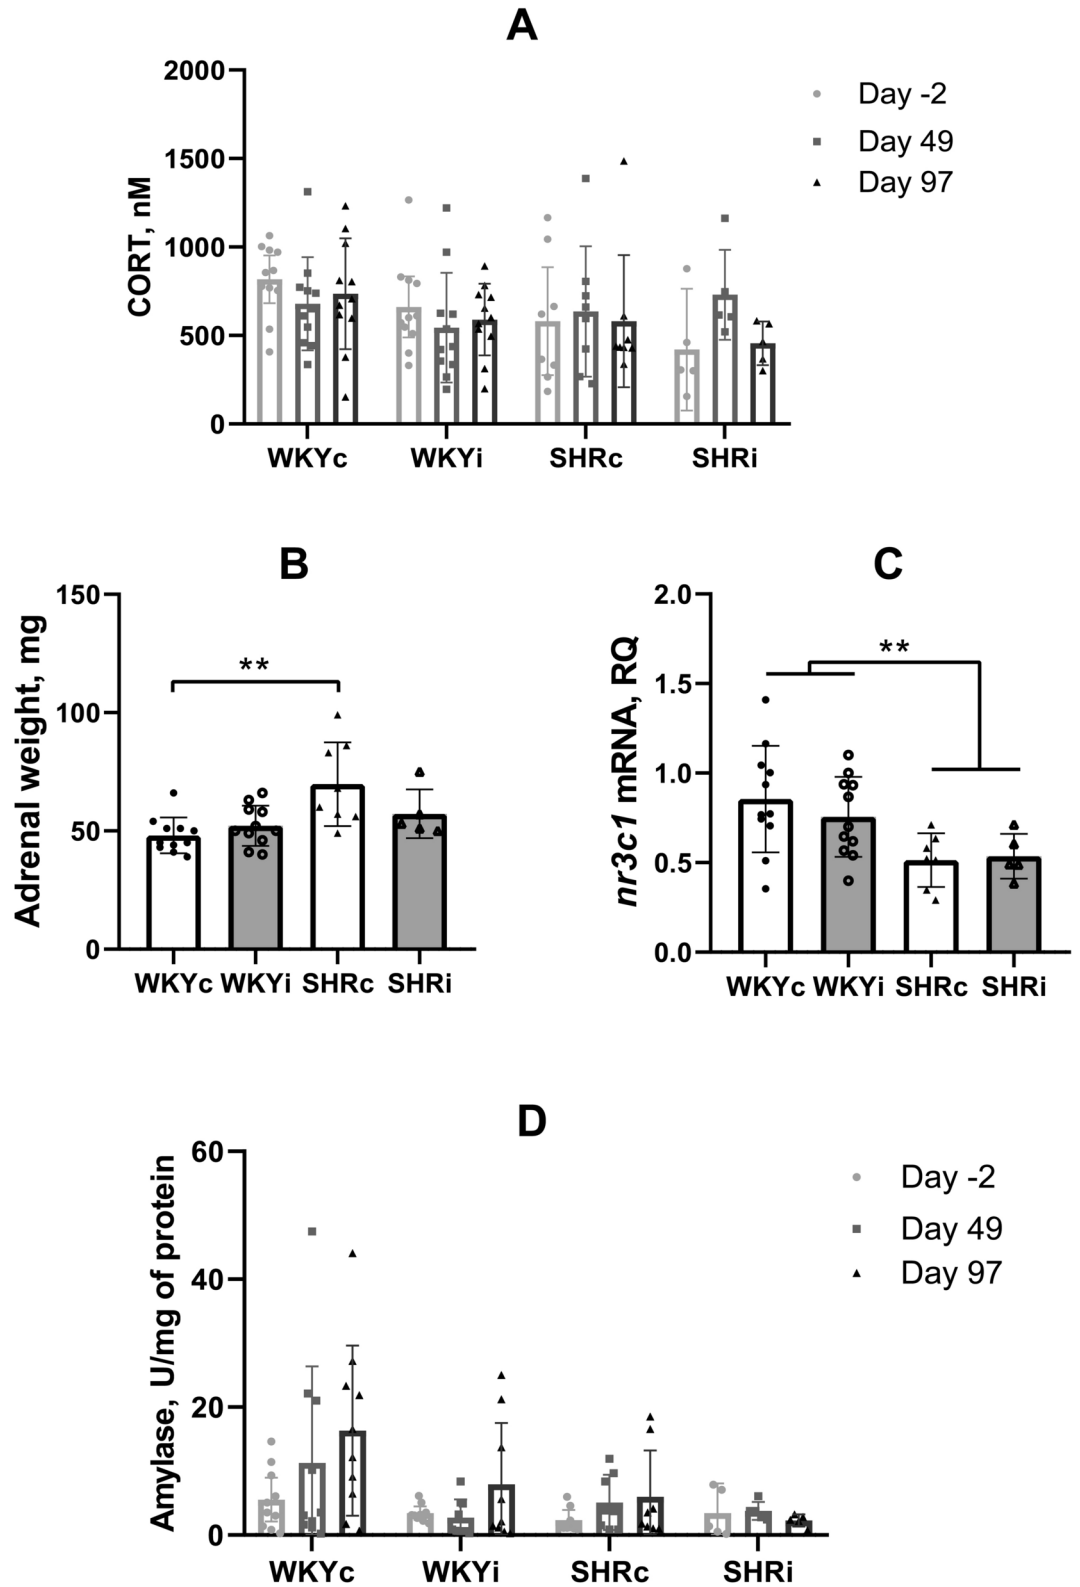 A
CORT, nM
2000
1500
1000
500
0
WKYc WKYi SHRc SHRi
Day -2
Day 49
Day 97
B
Adrenal weight, mg
150
100
50
0
**
WKYc WKYi SHRc SHRi
C
nr3c1 mRNA, RQ
2.0
1.5
1.0
0.5
0.0
**
WKYc WKYi SHRc SHRi
D
Amylase, U/mg of protein
60
40
20
0
WKYc WKYi SHRc SHRi
Day -2
Day 49
Day 97